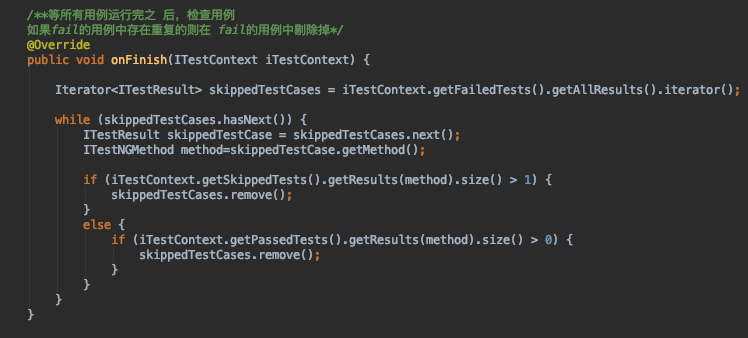 /**等所有用例运行完之 后，检查用例
如果fail的用例中存在重复的则在 fail的用例中剔除掉*/
@Override
public void onFinish(ITestContext iTestContext) {
Iterator<ITestResult> skippedTestCases = iTestContext.getFailedTests().getAllResults().iterator();
while (skippedTestCases.hasNext()) {
ITestResult skippedTestCase = skippedTestCases.next();
ITestNGMethod method=skippedTestCase.getMethod();
if (iTestContext.getSkippedTests().getResults(method).size() > 1) {
skippedTestCases.remove();
}
else {
if (iTestContext.getPassedTests().getResults(method).size() > 0) {
skippedTestCases.remove();
}
}
}
}